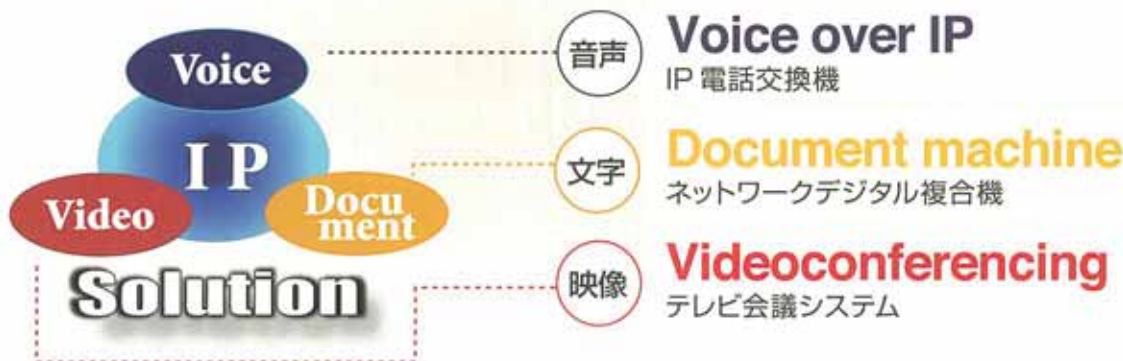 Voice
IP
Video
Docu
ment
Solution
音声
Voice over IP
IP 電話交換機
文字
Document machine
ネットワークデジタル複合機
映像
Videoconferencing
テレビ会議システム